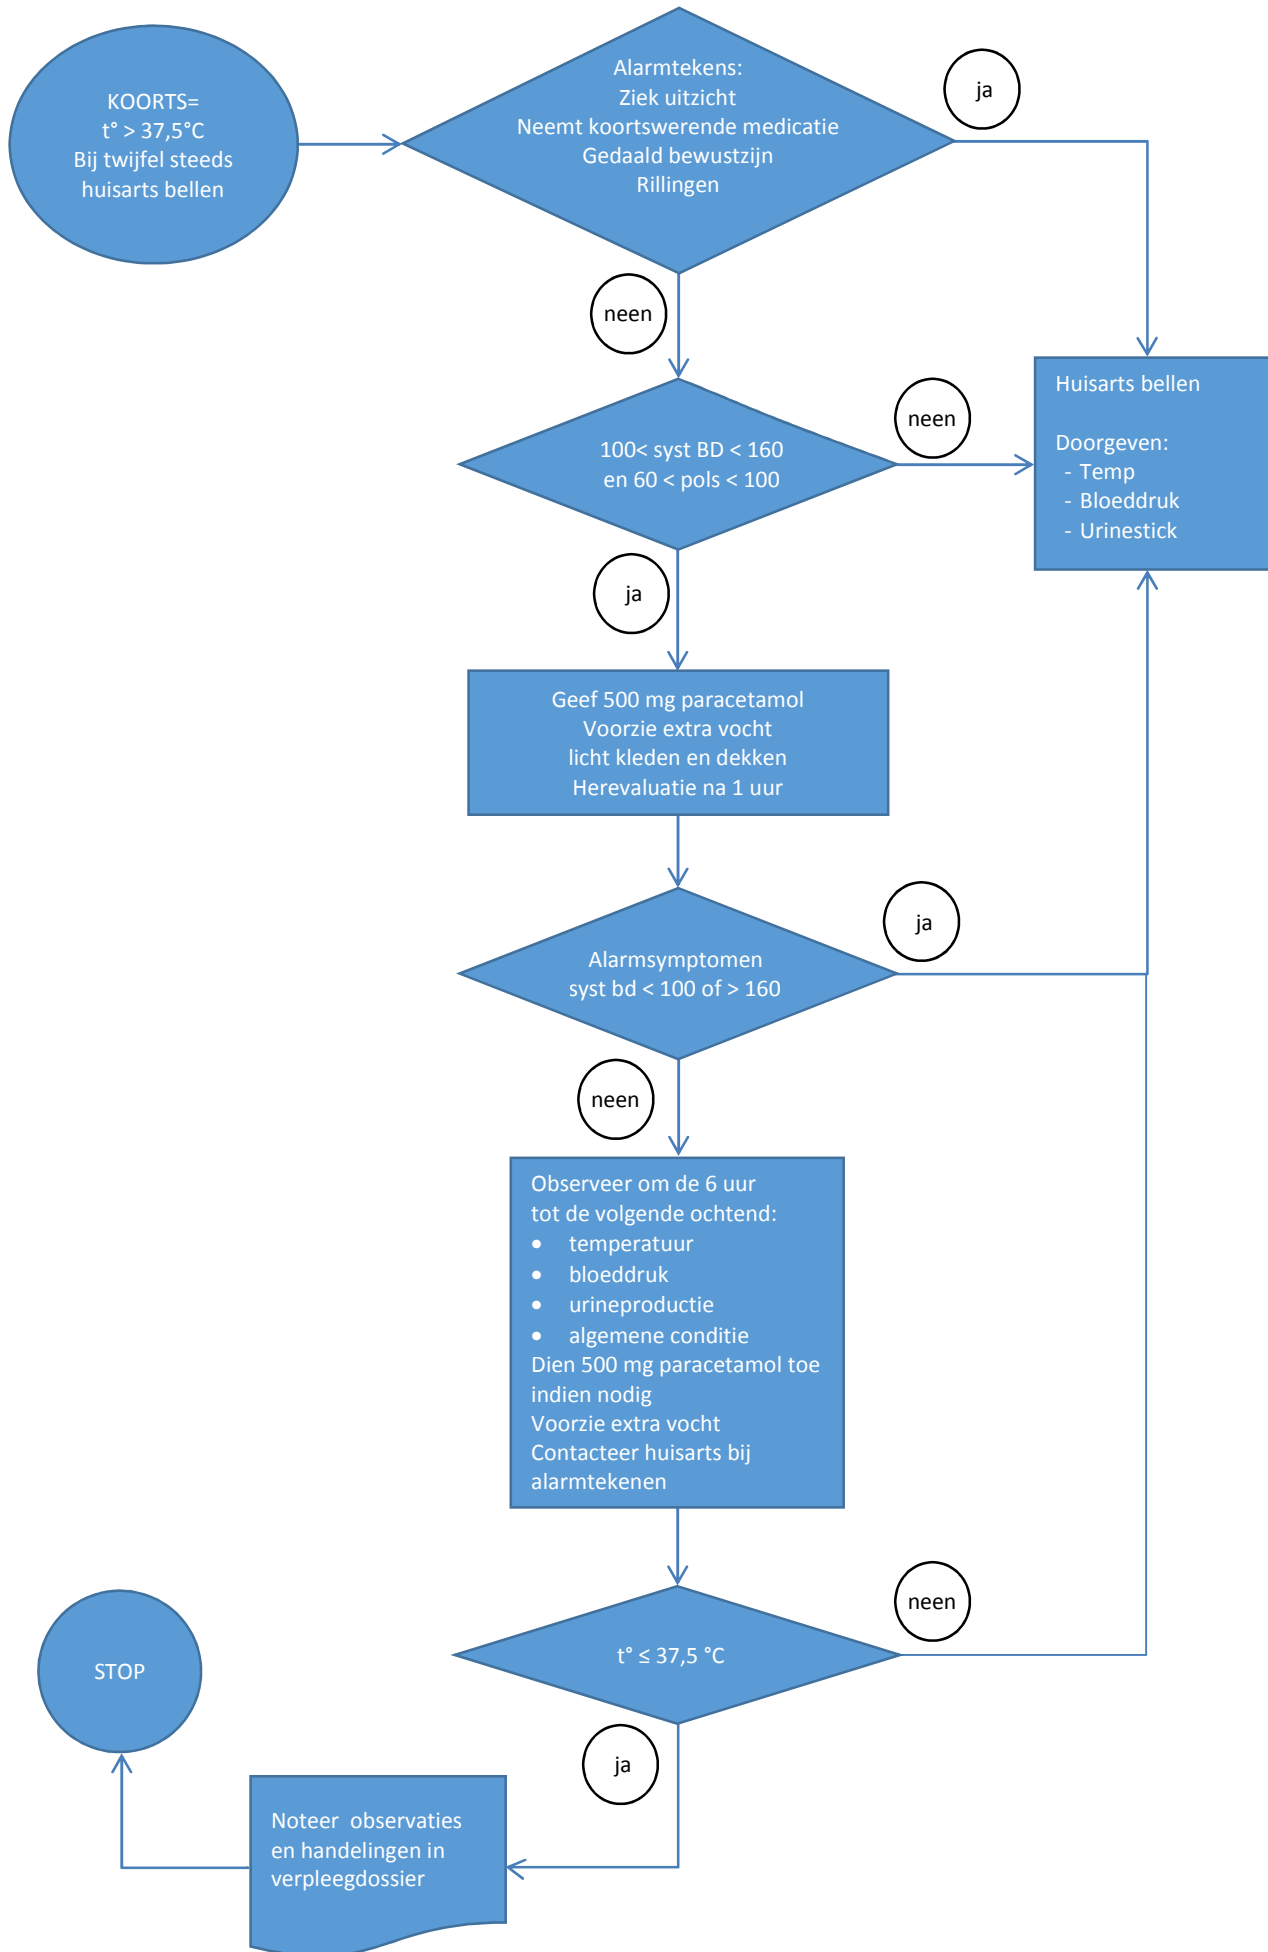 KOORTS=
t° > 37,5°C
Bij twijfel steeds
huisarts bellen
Alarmtekens:
Ziek uitzicht
Neemt koortswerende medicatie
Gedaald bewustzijn
Rillingen
ja
neen
100< syst BD < 160
en 60 < pols < 100
neen
Huisarts bellen
Doorgeven:
- Temp
- Bloeddruk
- Urinestick
ja
Geef 500 mg paracetamol
Voorzie extra vocht
licht kleden en dekken
Herevaluatie na 1 uur
Alarmsymptomen
syst bd < 100 of > 160
ja
neen
Observeer om de 6 uur
tot de volgende ochtend:
• temperatuur
• bloeddruk
• urineproductie
• algemene conditie
Dien 500 mg paracetamol toe
indien nodig
Voorzie extra vocht
Contacteer huisarts bij
alarmtekenen
t° ≤ 37,5 °C
neen
ja
Noteer observaties
en handelingen in
verpleegdossier
STOP